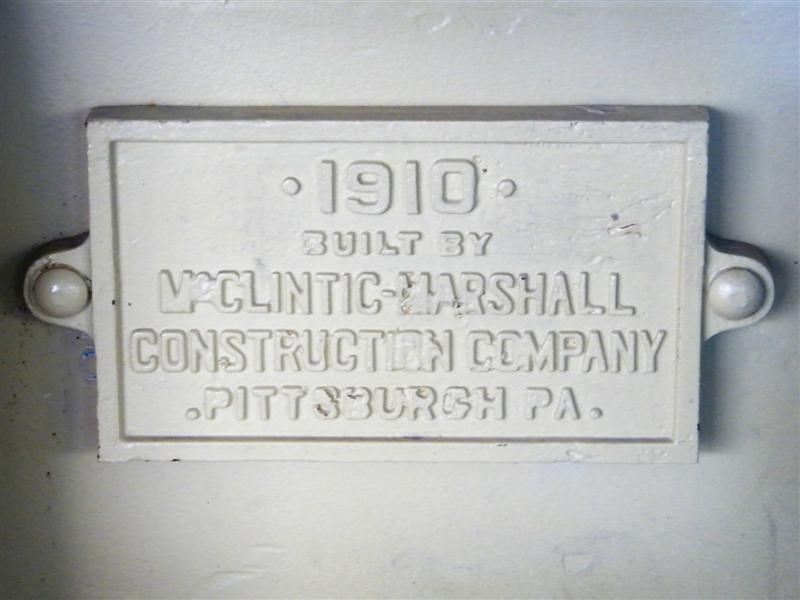 · 1910 ·
BUILT BY
McCLINTIC-MARSHALL
CONSTRUCTION COMPANY
. PITTSBURGH PA .